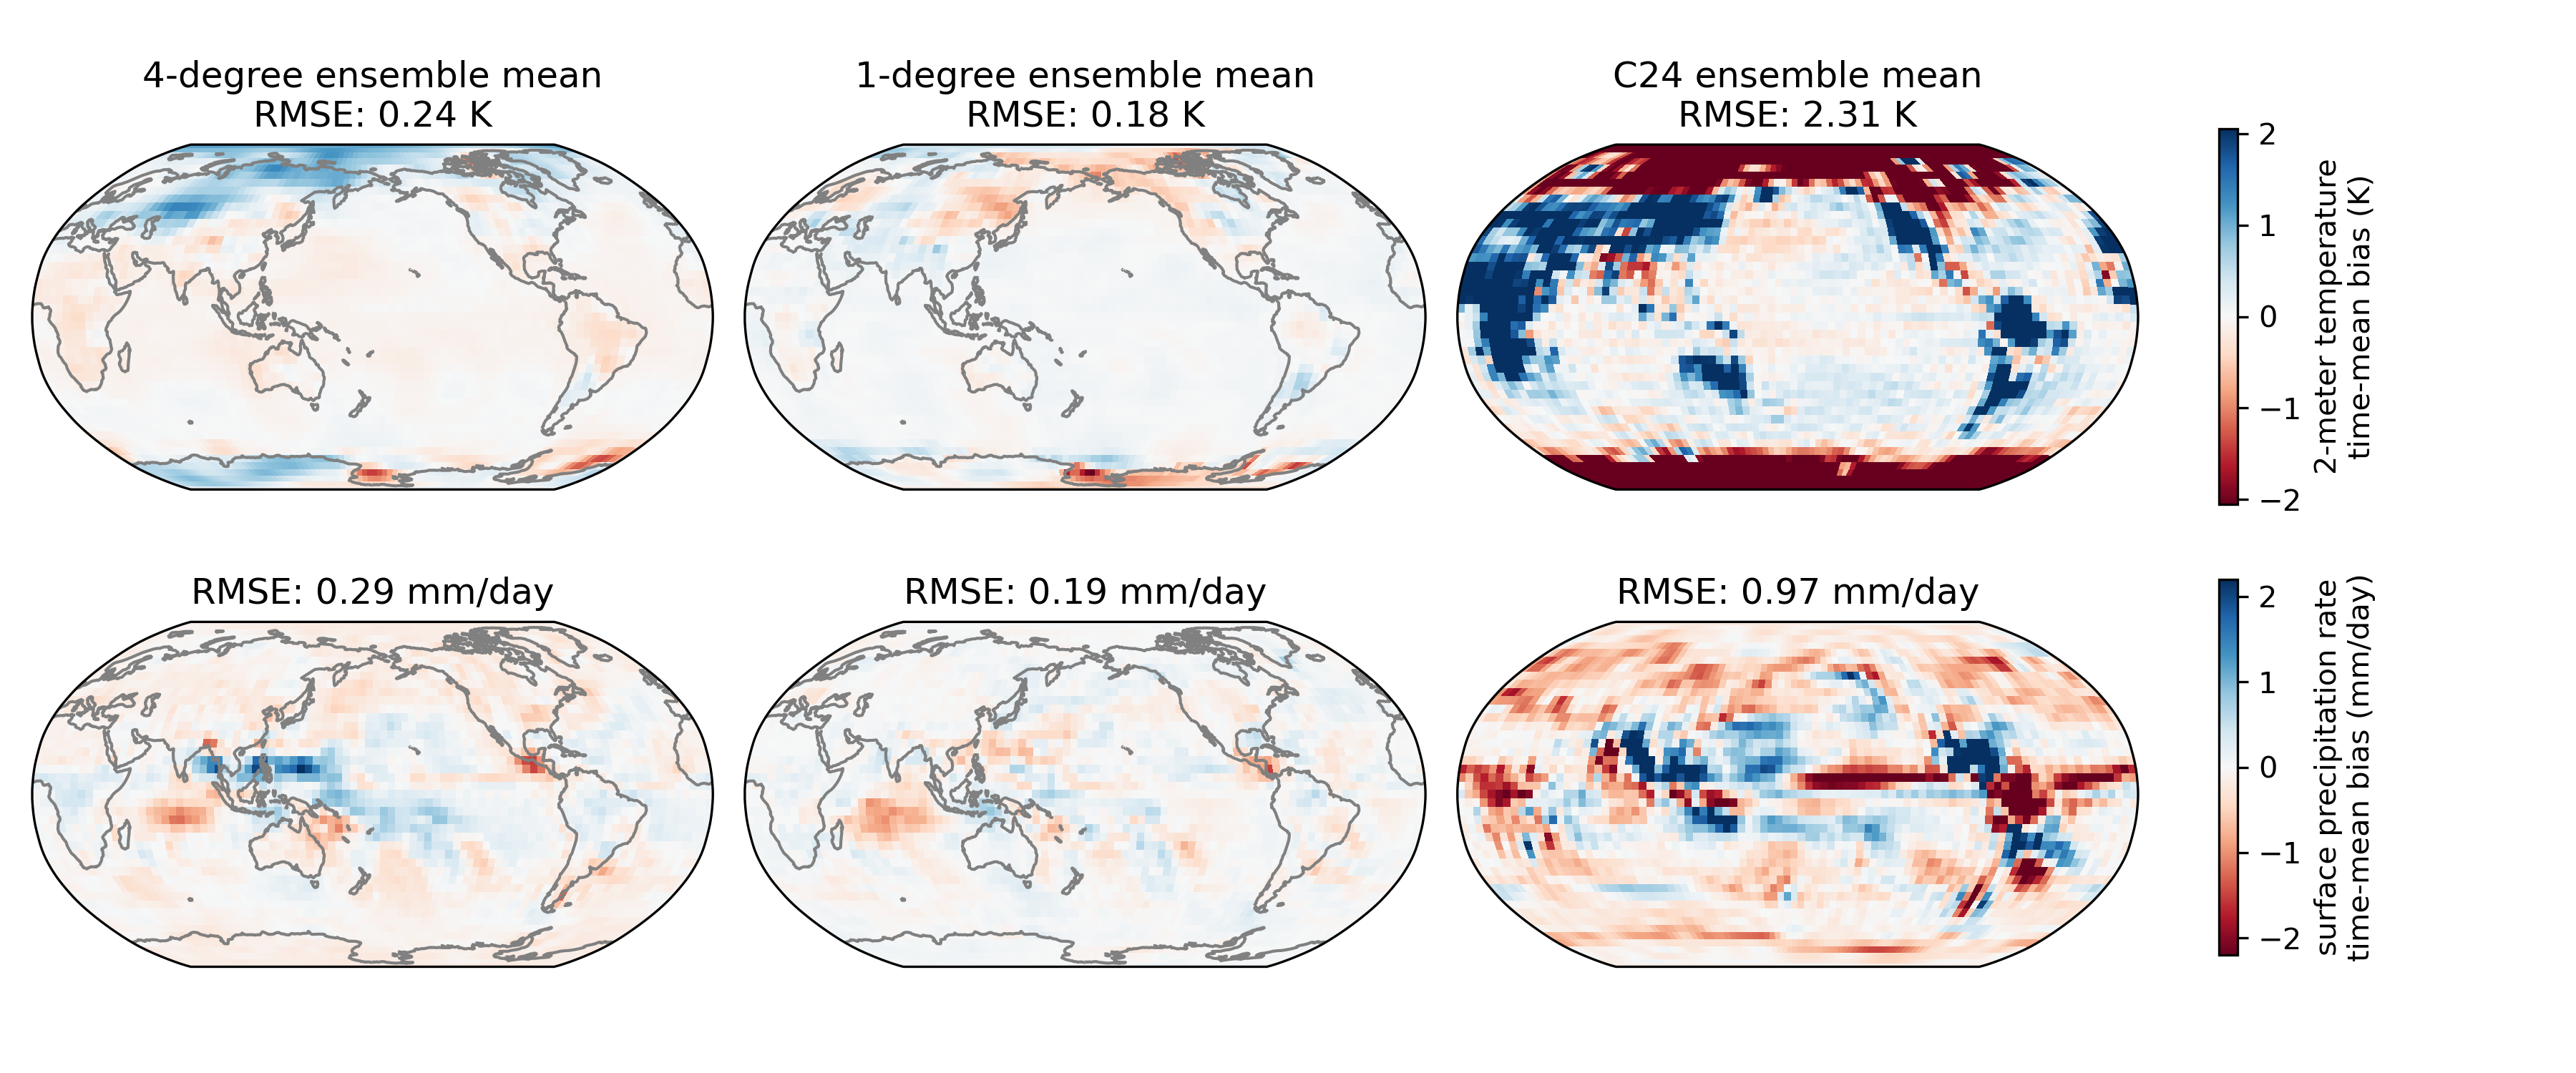 4-degree ensemble mean
RMSE: 0.24 K
1-degree ensemble mean
RMSE: 0.18 K
C24 ensemble mean
RMSE: 2.31 K
2
1
0
−1
−2
2-meter temperature
time-mean bias (K)
RMSE: 0.29 mm/day
RMSE: 0.19 mm/day
RMSE: 0.97 mm/day
2
1
0
−1
−2
surface precipitation rate
time-mean bias (mm/day)